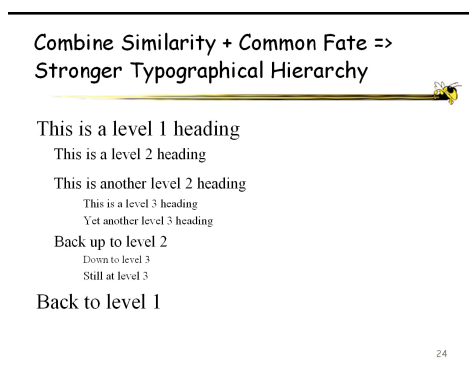 Combine Similarity + Common Fate =>
Stronger Typographical Hierarchy
This is a level 1 heading
This is a level 2 heading
This is another level 2 heading
This is a level 3 heading
Yet another level 3 heading
Back up to level 2
Down to level 3
Still at level 3
Back to level 1
24